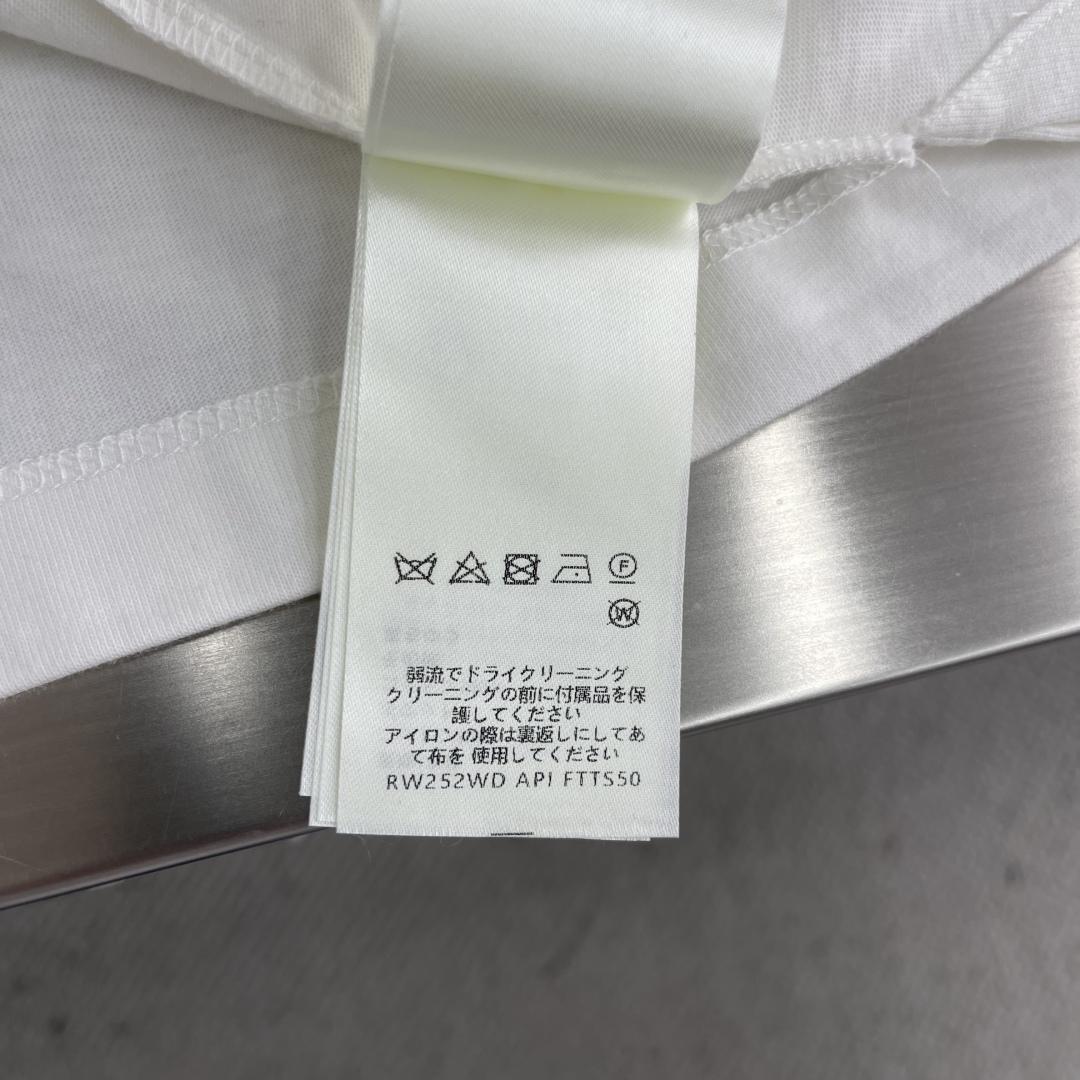 F
W
弱流でドライクリーニング
クリーニングの前に付属品を保
護してください
アイロンの際は裏返しにしてあ
て布を 使用してください
RW252WD API FTTS50